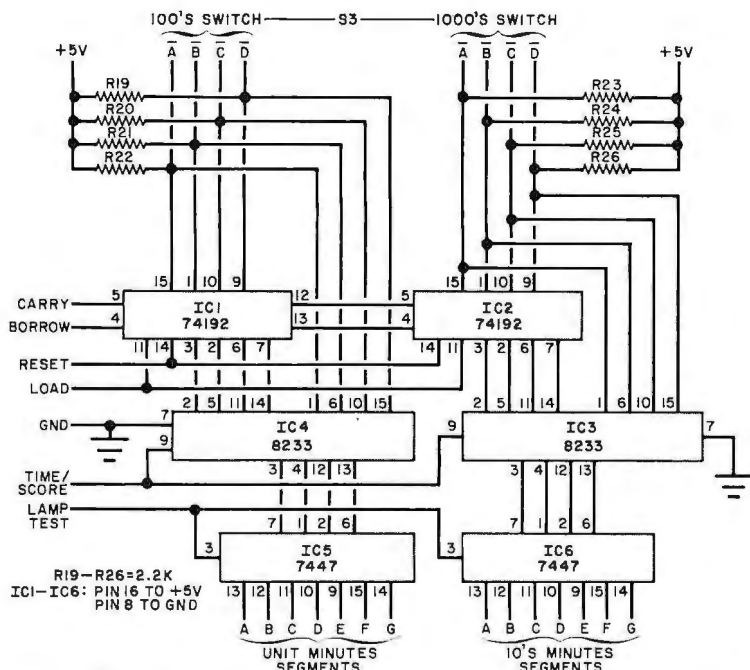 100'S SWITCH S3 1000'S SWITCH
A B C D A B C D
+5V +5V
R19 R23
R20 R24
R21 R25
R22 R26
15 1 10 9 15 1 10 9
CARRY 5 IC1 12 5 IC2
BORROW 4 74192 13 4 74192
11 14 3 2 6 7 14 11 3 2 6 7
RESET
LOAD
2 5 11 14 1 6 10 15 2 5 11 14 1 6 10 15
GND 7 IC4 9 IC3 7
9 8233 8233
3 4 12 13 3 4 12 13
TIME/
SCORE
LAMP
TEST
7 1 2 6 7 1 2 6
3 IC5 3 IC6
7447 7447
R19-R26=2.2K
IC1-IC6: PIN 16 TO +5V
PIN 8 TO GND
13 12 11 10 9 15 14 13 12 11 10 9 15 14
A B C D E F G A B C D E F G
UNIT MINUTES 10'S MINUTES
SEGMENTS SEGMENTS